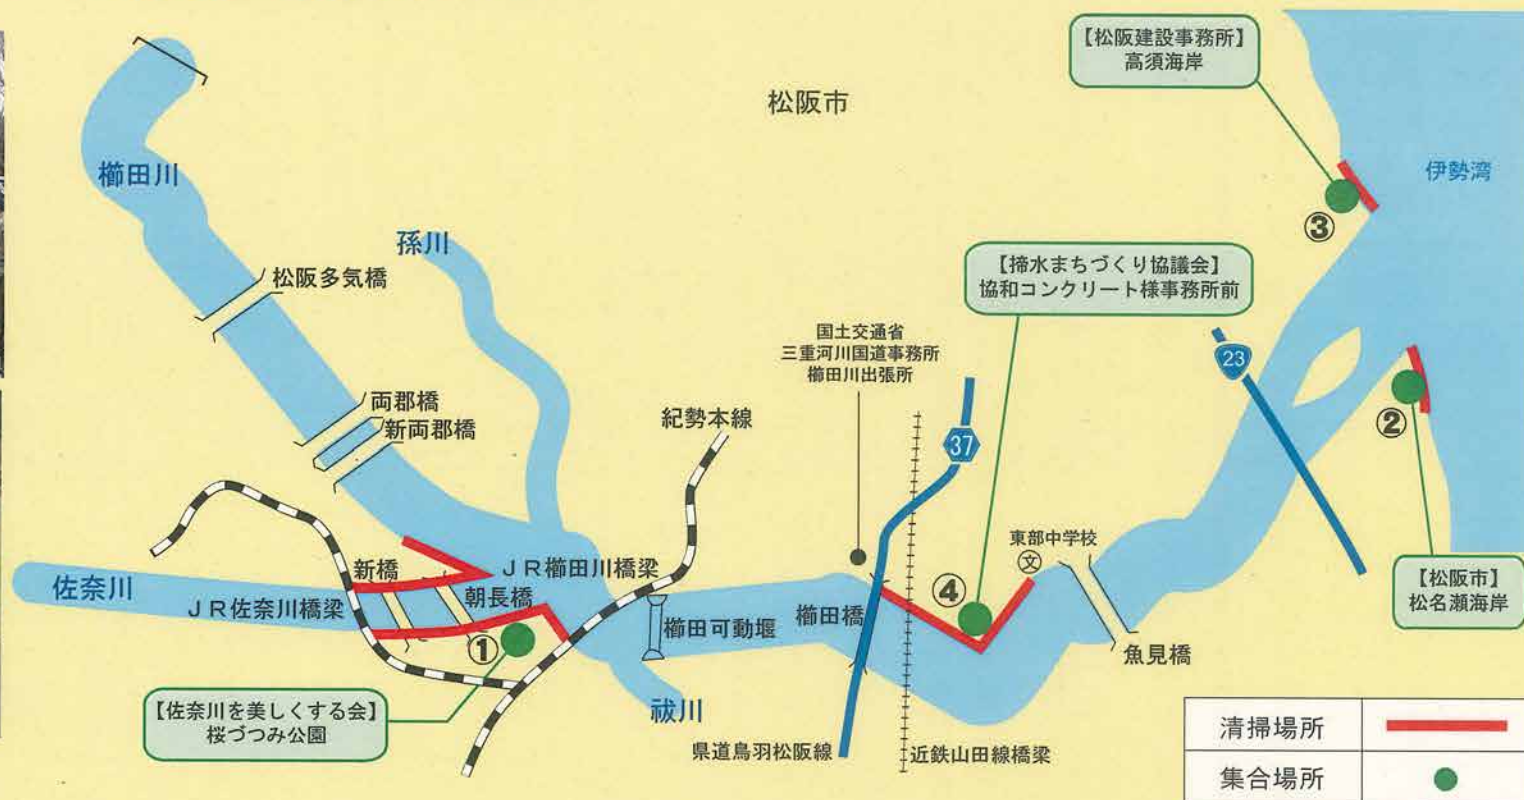 【松阪建設事務所】
高須海岸
松阪市
櫛田川
伊勢湾
③
孫川
松阪多気橋
【揥水まちづくり協議会】
協和コンクリート様事務所前
国土交通省
三重河川国道事務所
櫛田川出張所
23
両郡橋
新両郡橋
紀勢本線
37
②
東部中学校
文
新橋
JR櫛田川橋梁
佐奈川
JR佐奈川橋梁
朝長橋
④
【松阪市】
松名瀬海岸
櫛田可動堰
櫛田橋
①
魚見橋
【佐奈川を美しくする会】
桜づつみ公園
祓川
県道鳥羽松阪線
近鉄山田線橋梁
清掃場所
集合場所